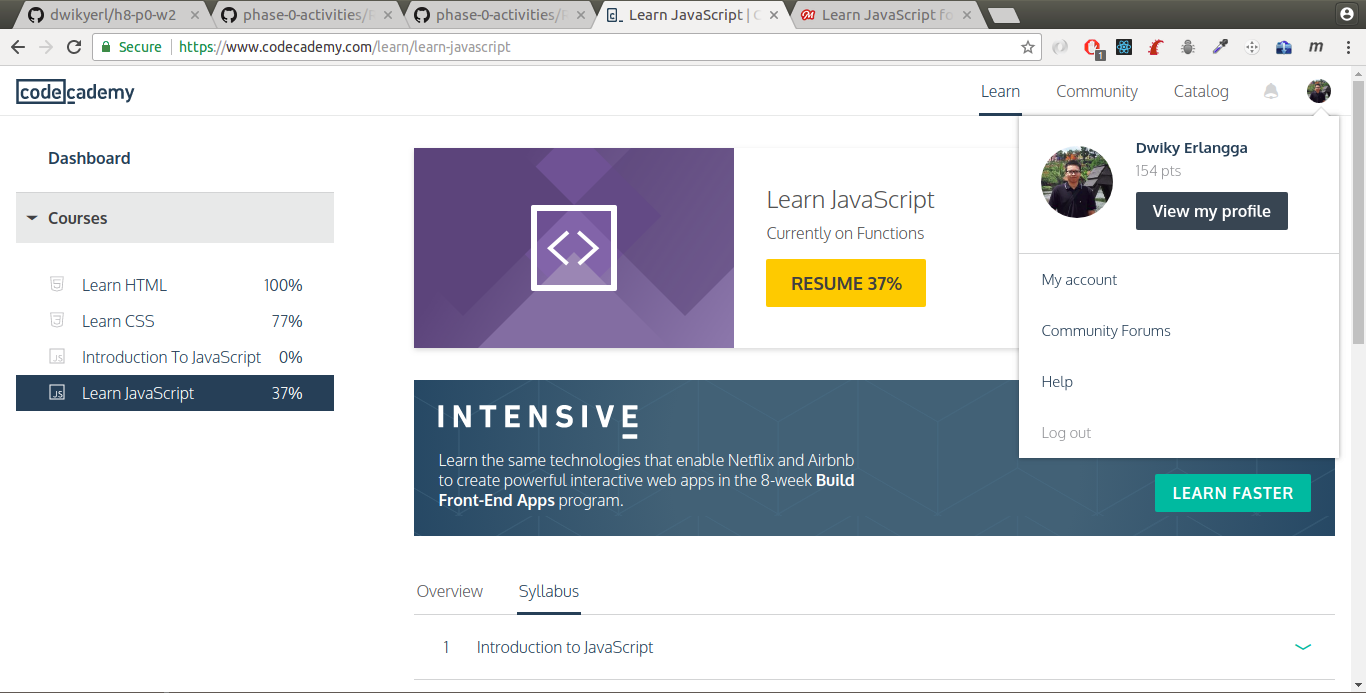 dwikyerl/h8-p0-w2
phase-0-activities/
phase-0-activities/
Learn JavaScript |
Learn JavaScript fo
Secure
https://www.codecademy.com/learn/learn-javascript
1
m
codecademy
Learn
Community
Catalog
Dashboard
Courses
Learn HTML 100%
Learn CSS 77%
Introduction To JavaScript 0%
Learn JavaScript 37%
Learn JavaScript
Currently on Functions
RESUME 37%
Dwiky Erlangga
154 pts
View my profile
My account
Community Forums
Help
Log out
INTENSIVE
Learn the same technologies that enable Netflix and Airbnb
to create powerful interactive web apps in the 8-week Build
Front-End Apps program.
LEARN FASTER
Overview
Syllabus
1 Introduction to JavaScript